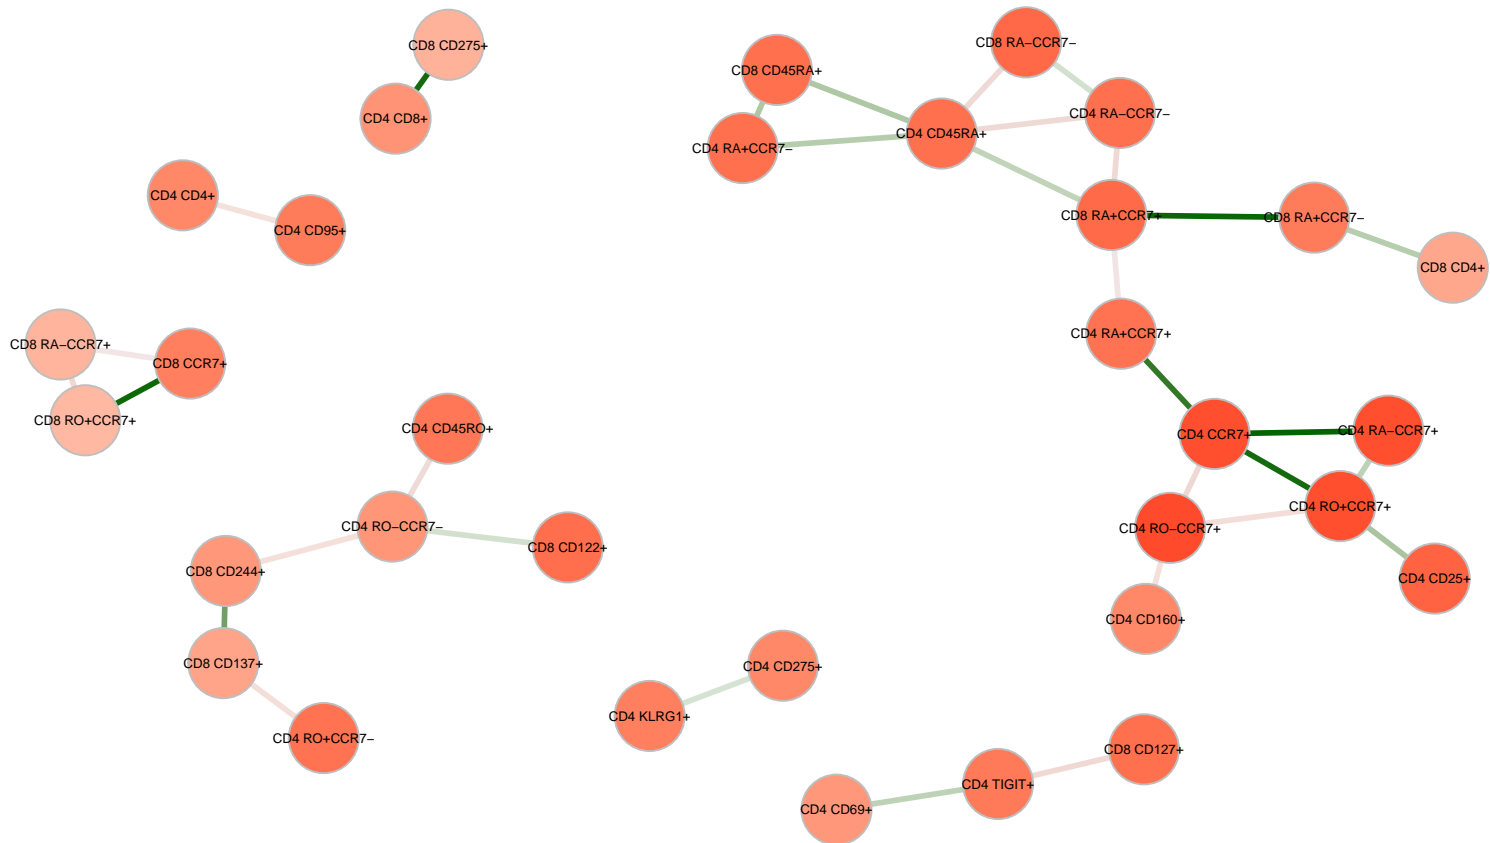 CD8 CD275+
CD4 CD8+
CD8 RA−CCR7−
CD8 CD45RA+
CD4 RA−CCR7−
CD4 CD45RA+
CD4 RA+CCR7−
CD4 CD4+
CD4 CD95+
CD8 RA+CCR7+
CD8 RA+CCR7−
CD8 CD4+
CD4 RA+CCR7+
CD8 RA−CCR7+
CD8 CCR7+
CD8 RO+CCR7+
CD4 CD45RO+
CD4 CCR7+
CD4 RA−CCR7+
CD4 RO+CCR7+
CD4 RO−CCR7−
CD4 RO−CCR7+
CD8 CD122+
CD8 CD244+
CD4 CD25+
CD4 CD160+
CD8 CD137+
CD4 CD275+
CD4 KLRG1+
CD4 RO+CCR7−
CD8 CD127+
CD4 TIGIT+
CD4 CD69+